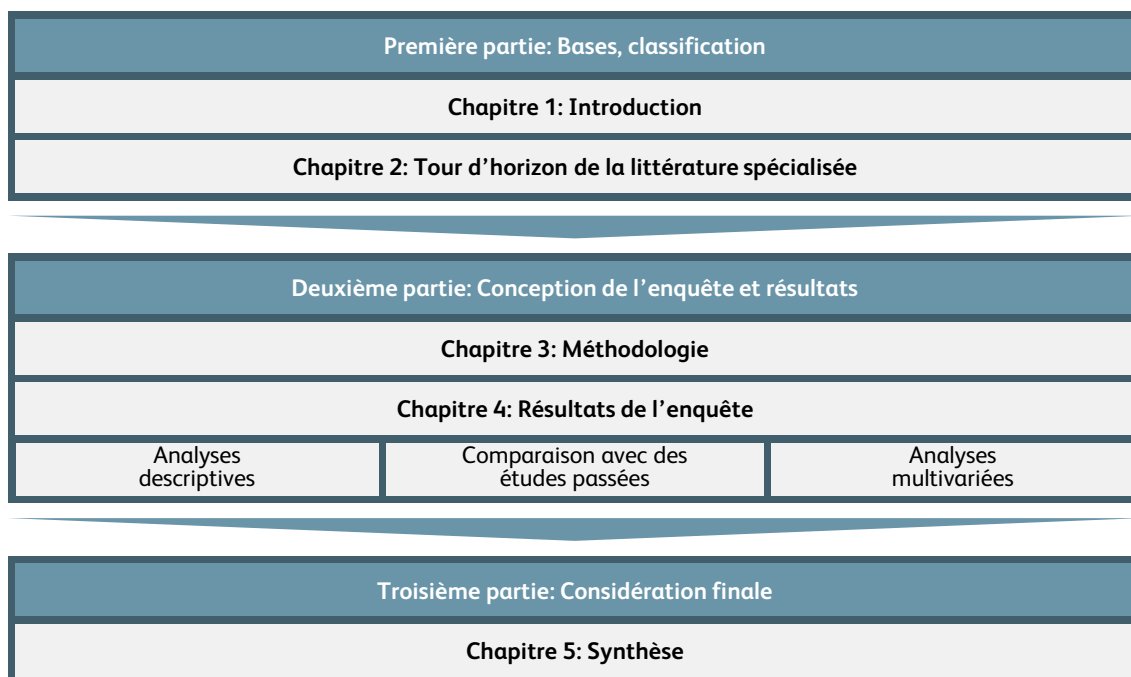 Première partie: Bases, classification
Chapitre 1: Introduction
Chapitre 2: Tour d’horizon de la littérature spécialisée
Deuxième partie: Conception de l’enquête et résultats
Chapitre 3: Méthodologie
Chapitre 4: Résultats de l’enquête
Analyses
descriptives
Comparaison avec des
études passées
Analyses
multivariées
Troisième partie: Considération finale
Chapitre 5: Synthèse